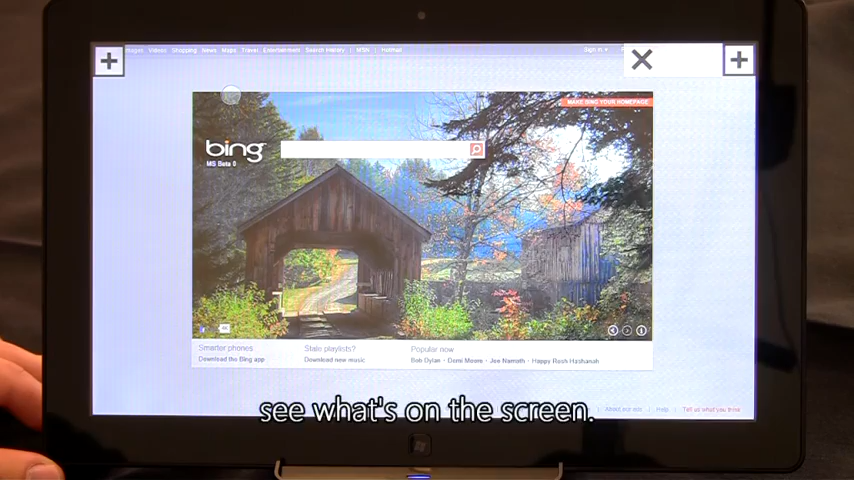 Images Videos Shopping News Maps Travel Entertainment Search History | MSN | Hotmail
Sign in
MAKE BING YOUR HOMEPAGE
bing
MS Beta 0
Smarter phones
Download the Bing app
Stale playlists?
Download new music
Popular now
Bob Dylan · Demi Moore · Joe Namath · Happy Rosh Hashanah
About our ads | Help | Tell us what you think
see what's on the screen.